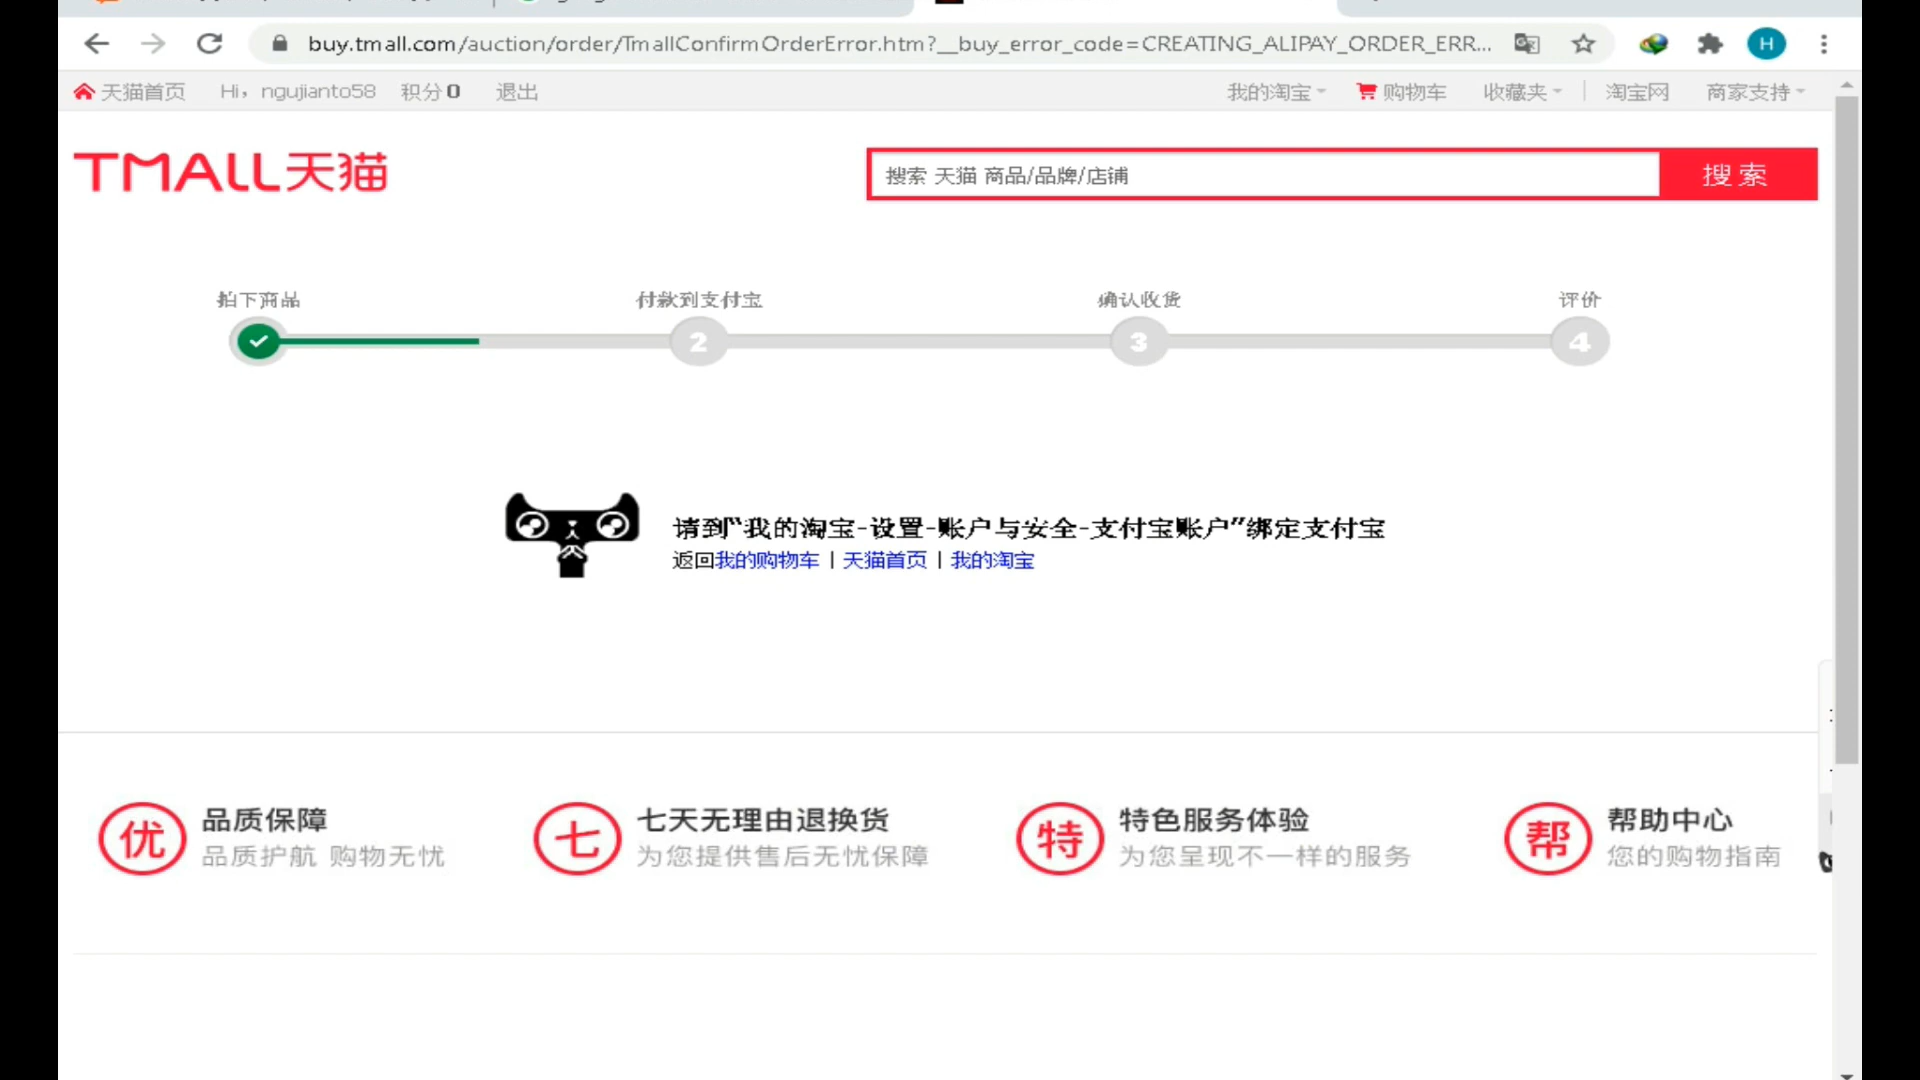 buy.tmall.com/auction/order/TmallConfirmOrderError.htm?__buy_error_code=CREATING_ALIPAY_ORDER_ERR...
H
天猫首页 Hi，ngujianto58 积分0 退出 我的淘宝 购物车 收藏夹 淘宝网 商家支持
TMALL天猫
搜索 天猫 商品/品牌/店铺
搜索
拍下商品 付款到支付宝 确认收货 评价
2 3 4
请到“我的淘宝-设置-账户与安全-支付宝账户”绑定支付宝
返回我的购物车 | 天猫首页 | 我的淘宝
优 品质保障 七 七天无理由退换货 特 特色服务体验 帮 帮助中心
品质护航 购物无忧 为您提供售后无忧保障 为您呈现不一样的服务 您的购物指南